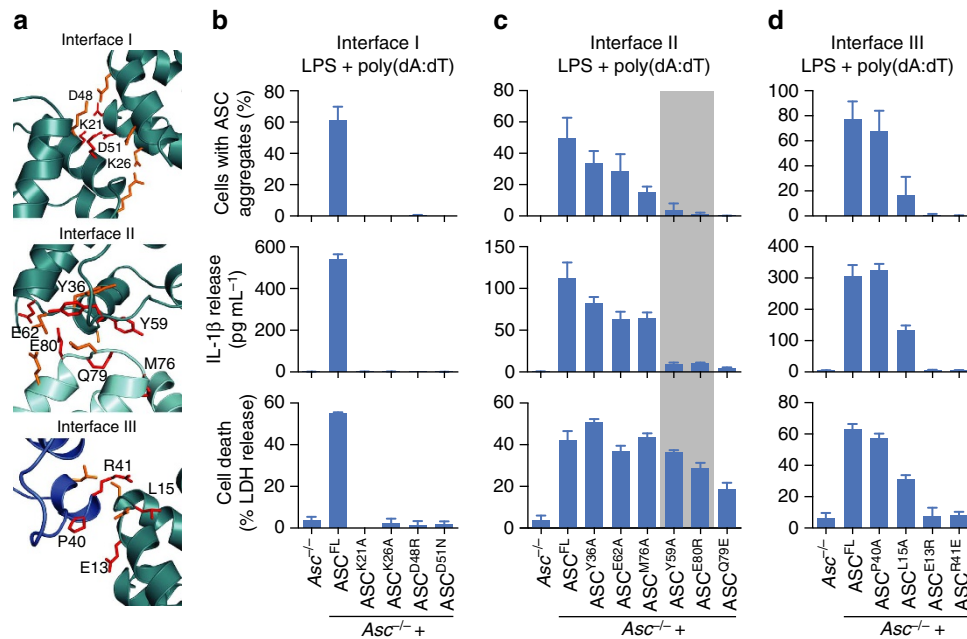 a
Interface I
D48
K21
D51
K26
Interface II
Y36
Y59
E62
E80
M76
Q79
Interface III
R41
L15
P40
E13
b
Interface I
LPS + poly(dA:dT)
Cells with ASC
aggregates (%)
80
60
40
20
0
IL-1β release
(pg mL⁻¹)
600
400
200
0
Cell death
(% LDH release)
60
40
20
0
Asc⁻/⁻
ASC^FL
ASC^K21A
ASC^K26A
ASC^D48R
ASC^D51N
Asc⁻/⁻ +
c
Interface II
LPS + poly(dA:dT)
80
60
40
20
0
150
100
50
0
60
40
20
0
Asc⁻/⁻
ASC^FL
ASC^Y36A
ASC^E62A
ASC^M76A
ASC^Y59A
ASC^E80R
ASC^Q79E
Asc⁻/⁻ +
d
Interface III
LPS + poly(dA:dT)
100
80
60
40
20
0
400
300
200
100
0
80
60
40
20
0
Asc⁻/⁻
ASC^FL
ASC^P40A
ASC^L15A
ASC^E13R
ASC^R41E
Asc⁻/⁻ +